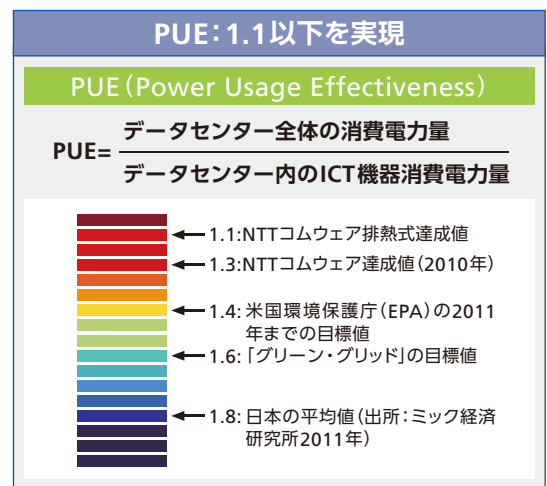 PUE：1.1以下を実現
PUE（Power Usage Effectiveness）
PUE=
データセンター全体の消費電力量
データセンター内のICT機器消費電力量
1.1:NTTコムウェア排熱式達成値
1.3:NTTコムウェア達成値（2010年）
1.4: 米国環境保護庁（EPA）の2011
年までの目標値
1.6:「グリーン・グリッド」の目標値
1.8: 日本の平均値（出所：ミック経済
研究所2011年）